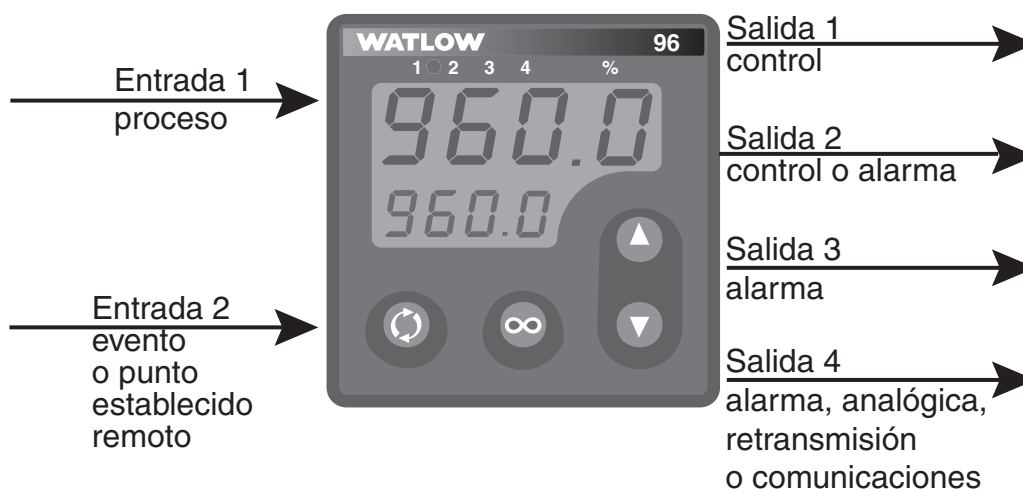 Entrada 1
proceso
Entrada 2
evento
o punto
establecido
remoto
WATLOW 96
1 2 3 4 %
960.0
960.0
Salida 1
control
Salida 2
control o alarma
Salida 3
alarma
Salida 4
alarma, analógica,
retransmisión
o comunicaciones